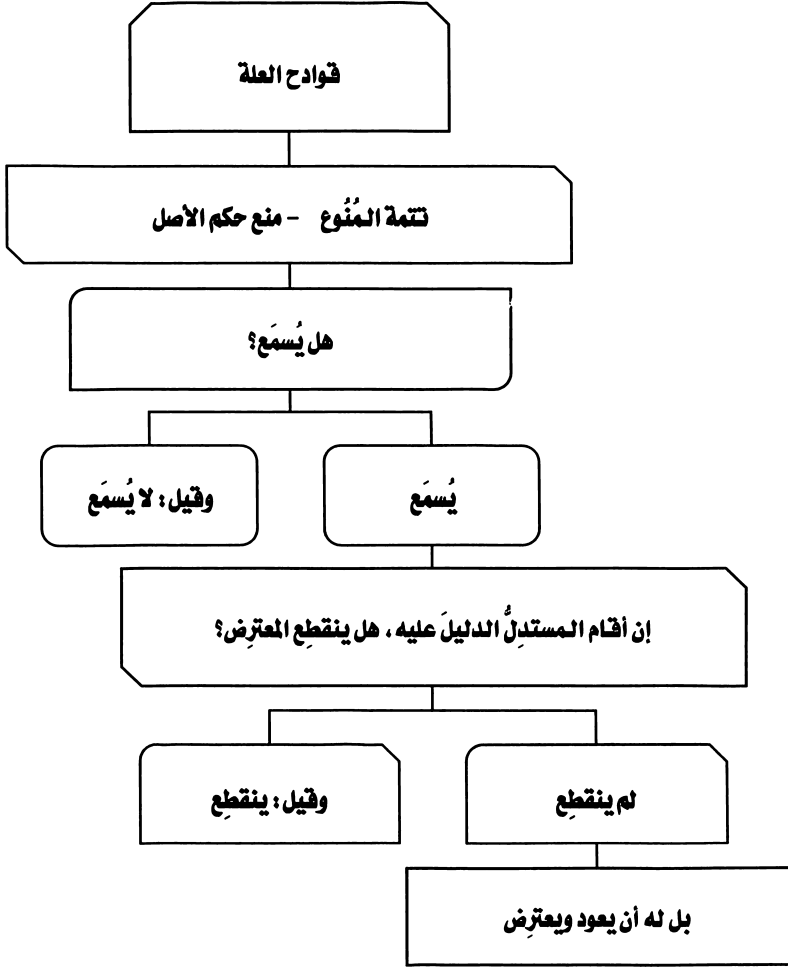 قوادح العلة
تتمة المُنُوع - منع حكم الأصل
هل يُسمَع؟
يُسمَع
وقيل: لا يُسمَع
إن أقام المستدِلُّ الدليلَ عليه، هل ينقطِع المعترِض؟
لم ينقطِع
وقيل: ينقطِع
بل له أن يعود ويعترِض